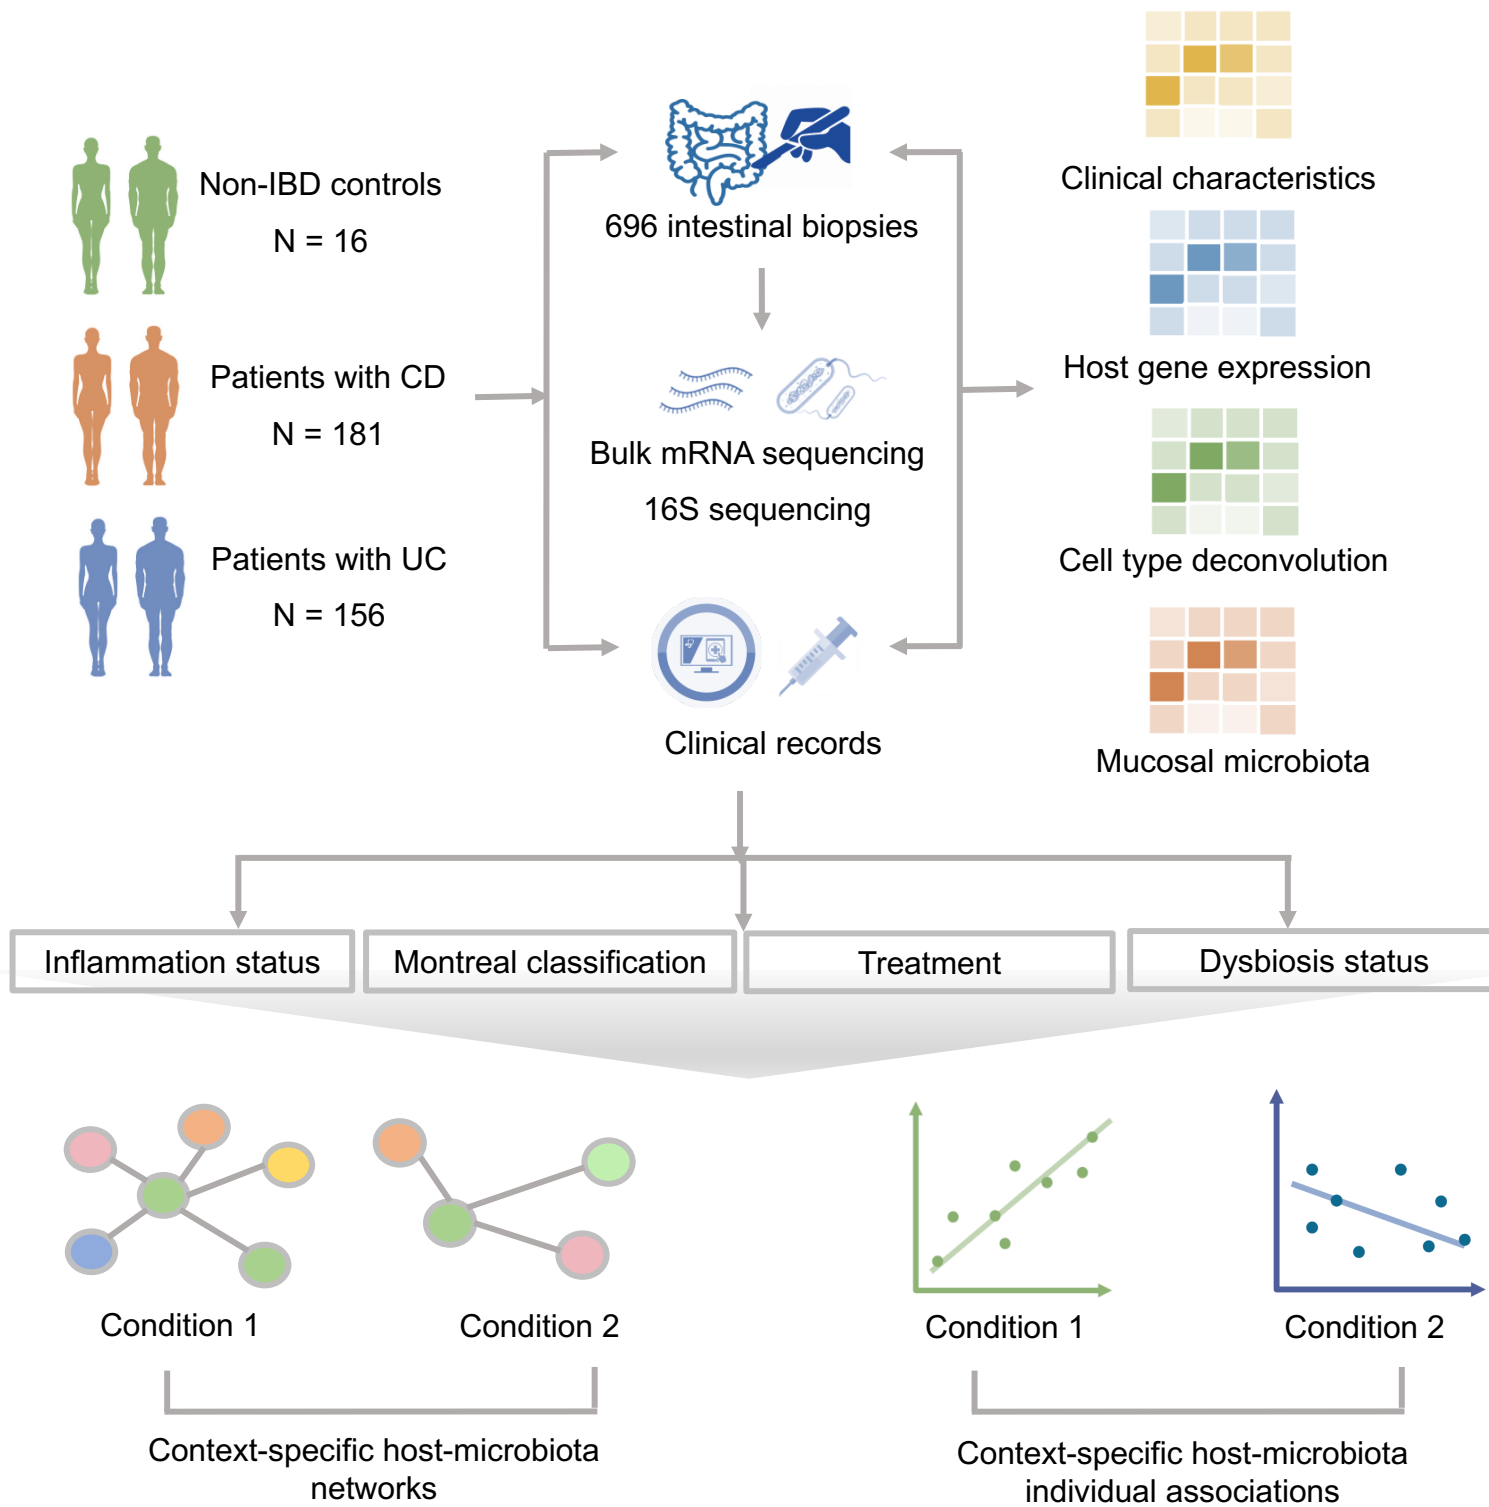 Non-IBD controls
N = 16
Patients with CD
N = 181
Patients with UC
N = 156
696 intestinal biopsies
Bulk mRNA sequencing
16S sequencing
Clinical records
Clinical characteristics
Host gene expression
Cell type deconvolution
Mucosal microbiota
Inflammation status
Montreal classification
Treatment
Dysbiosis status
Condition 1
Condition 2
Context-specific host-microbiota
networks
Condition 1
Condition 2
Context-specific host-microbiota
individual associations